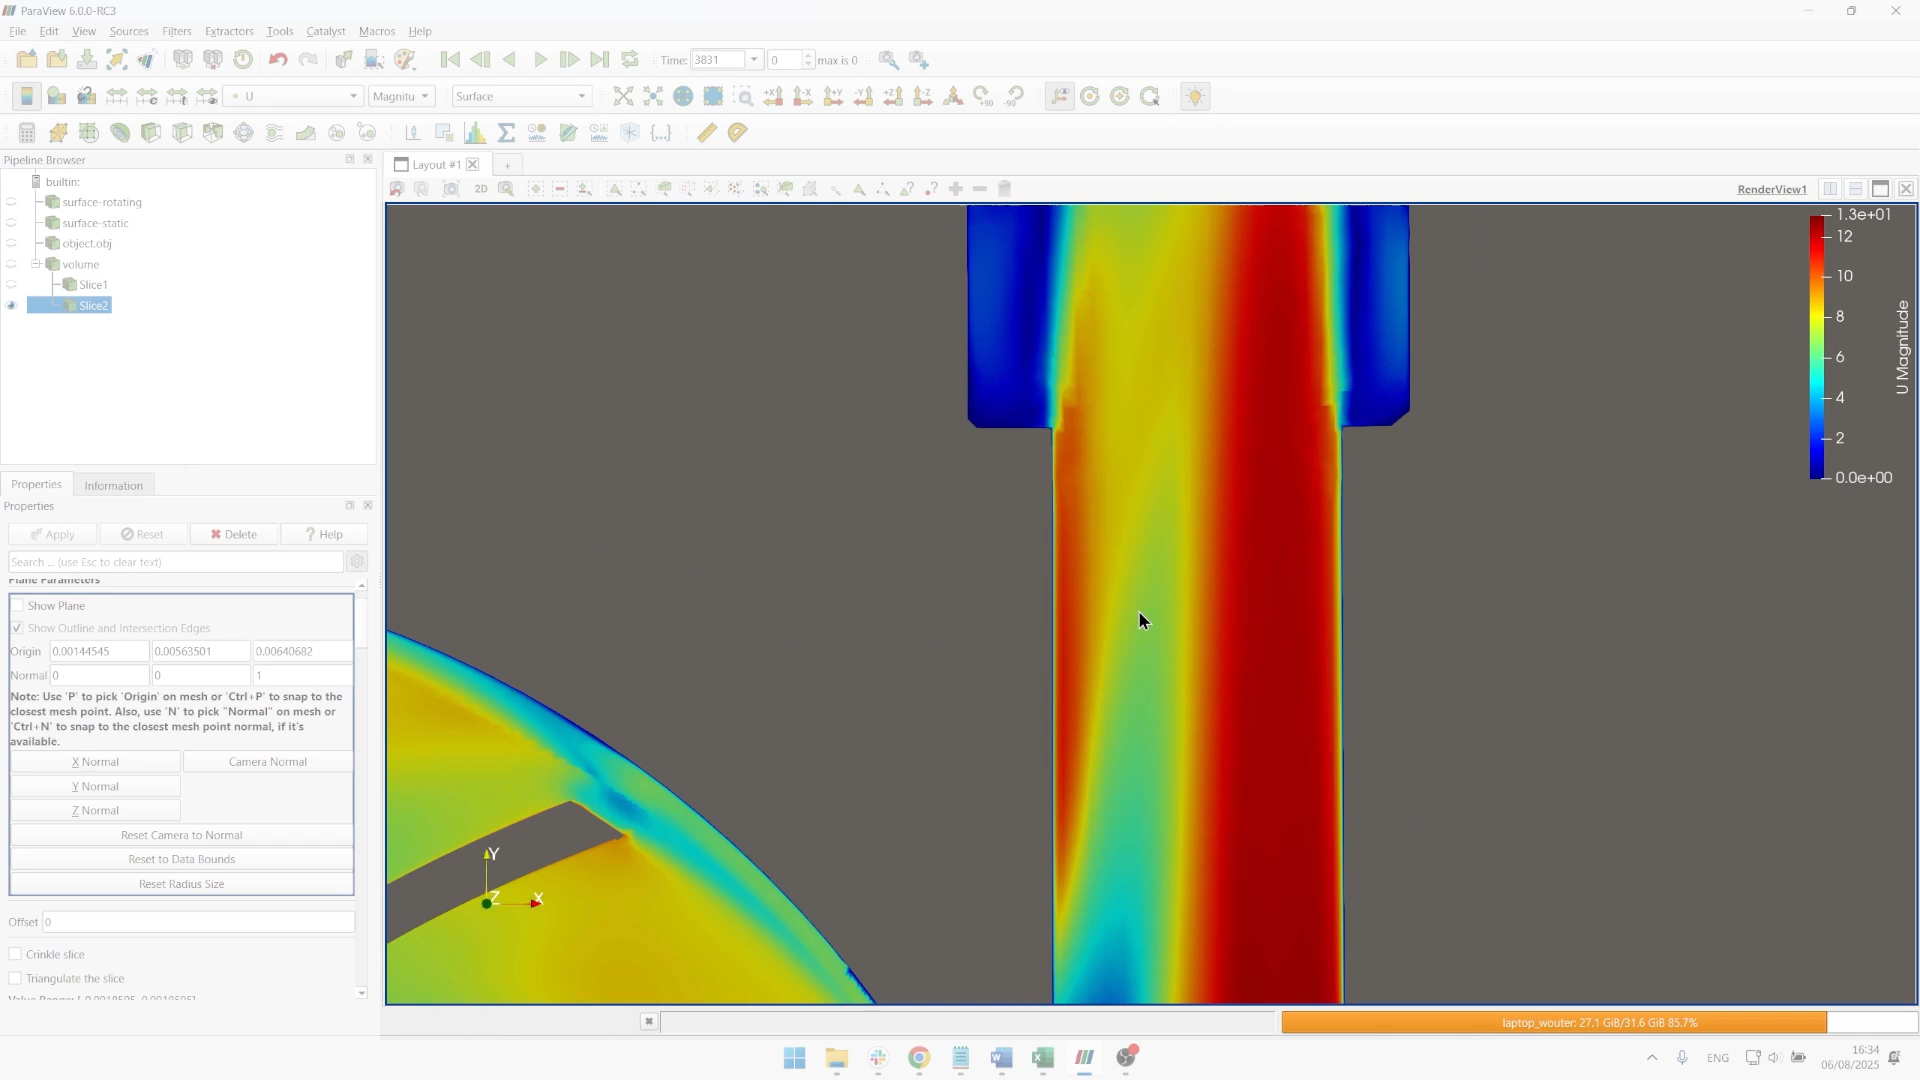 ParaView 6.0.0-RC3
File Edit View Sources Filters Extractors Tools Catalyst Macros Help
Time: 3831 0 max is 0
U Magnitu Surface
+X -X +Y -Y +Z -Z +90 -90
Pipeline Browser
Layout #1 +
builtin:
2D
RenderView1
surface-rotating
surface-static
object.obj
volume
Slice1
Slice2
1.3e+01
12
10
8
6
4
2
0.0e+00
U Magnitude
Properties Information
Properties
Apply Reset Delete Help
Search ... (use Esc to clear text)
Plane Parameters
Show Plane
Show Outline and Intersection Edges
Origin 0.00144545 0.00563501 0.00640682
Normal 0 0 1
Note: Use 'P' to pick 'Origin' on mesh or 'Ctrl+P' to snap to the
closest mesh point. Also, use 'N' to pick "Normal" on mesh or
'Ctrl+N' to snap to the closest mesh point normal, if it's
available.
X Normal Camera Normal
Y Normal
Z Normal
Reset Camera to Normal
Reset to Data Bounds
Reset Radius Size
Y
Z X
Offset 0
Crinkle slice
Triangulate the slice
laptop_wouter: 27.1 GiB/31.6 GiB 85.7%
ENG
16:34
06/08/2025